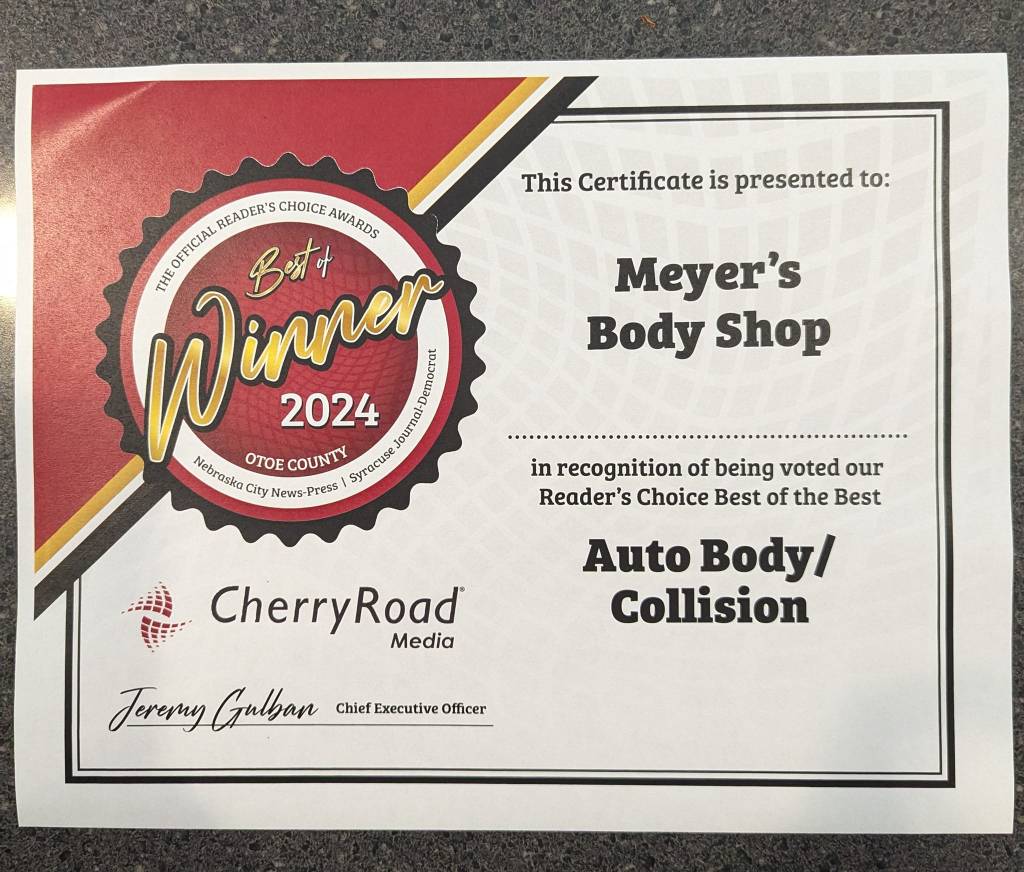 THE OFFICIAL READER'S CHOICE AWARDS
Best of
Winner
2024
OTOE COUNTY
Nebraska City News-Press | Syracuse Journal-Democrat
This Certificate is presented to:
Meyer's
Body Shop
in recognition of being voted our
Reader's Choice Best of the Best
Auto Body/
Collision
CherryRoad®
Media
Jeremy Gulban Chief Executive Officer